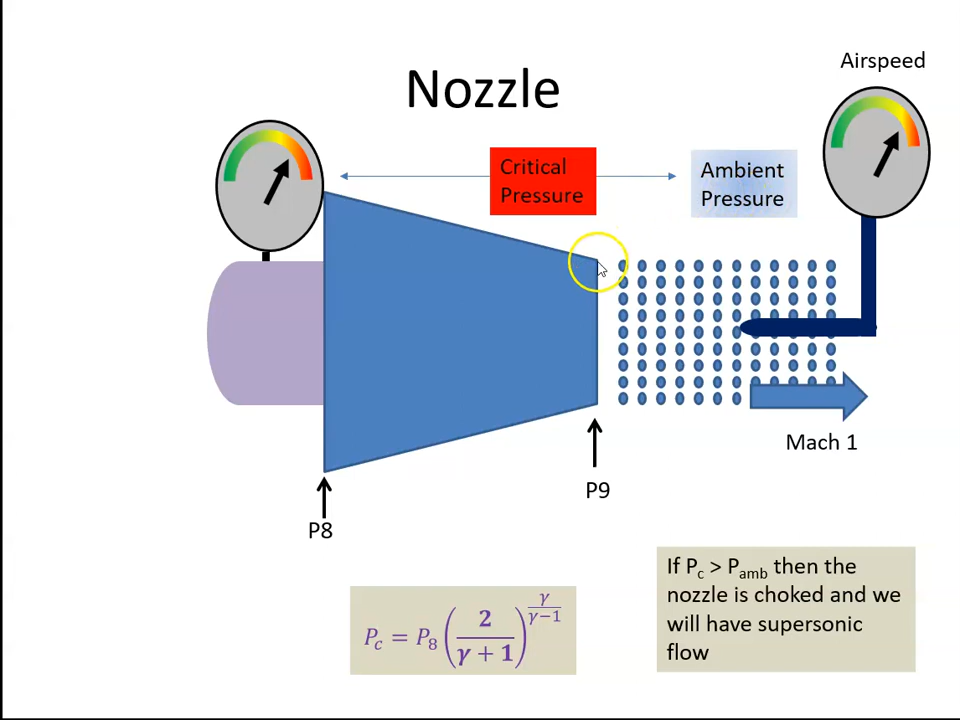 Airspeed
Nozzle
Critical
Pressure
Ambient
Pressure
Mach 1
P9
P8
If P_c > P_amb then the
nozzle is choked and we
will have supersonic
flow
P_c = P_8 (2/(γ + 1))^(γ/(γ−1))